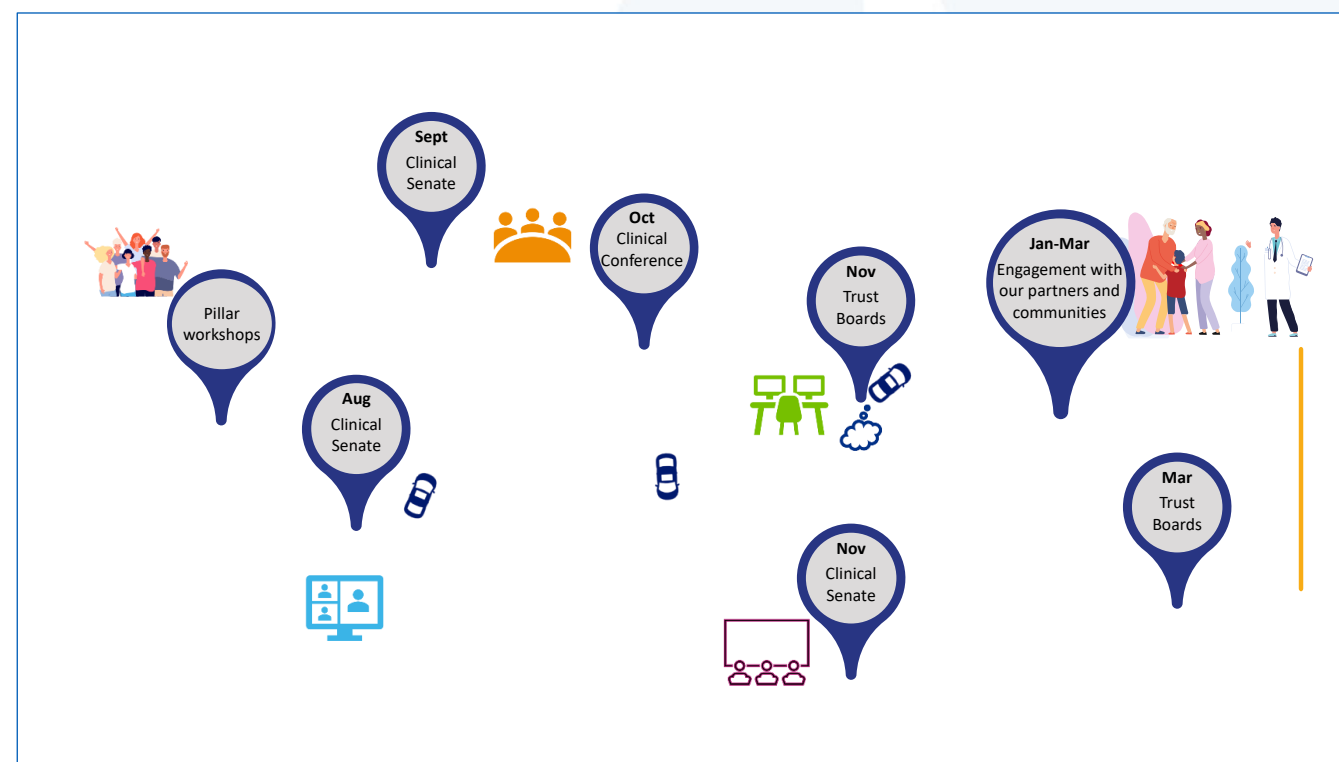 Pillar
workshops
Aug
Clinical
Senate
Sept
Clinical
Senate
Oct
Clinical
Conference
Nov
Trust
Boards
Nov
Clinical
Senate
Jan-Mar
Engagement with
our partners and
communities
Mar
Trust
Boards